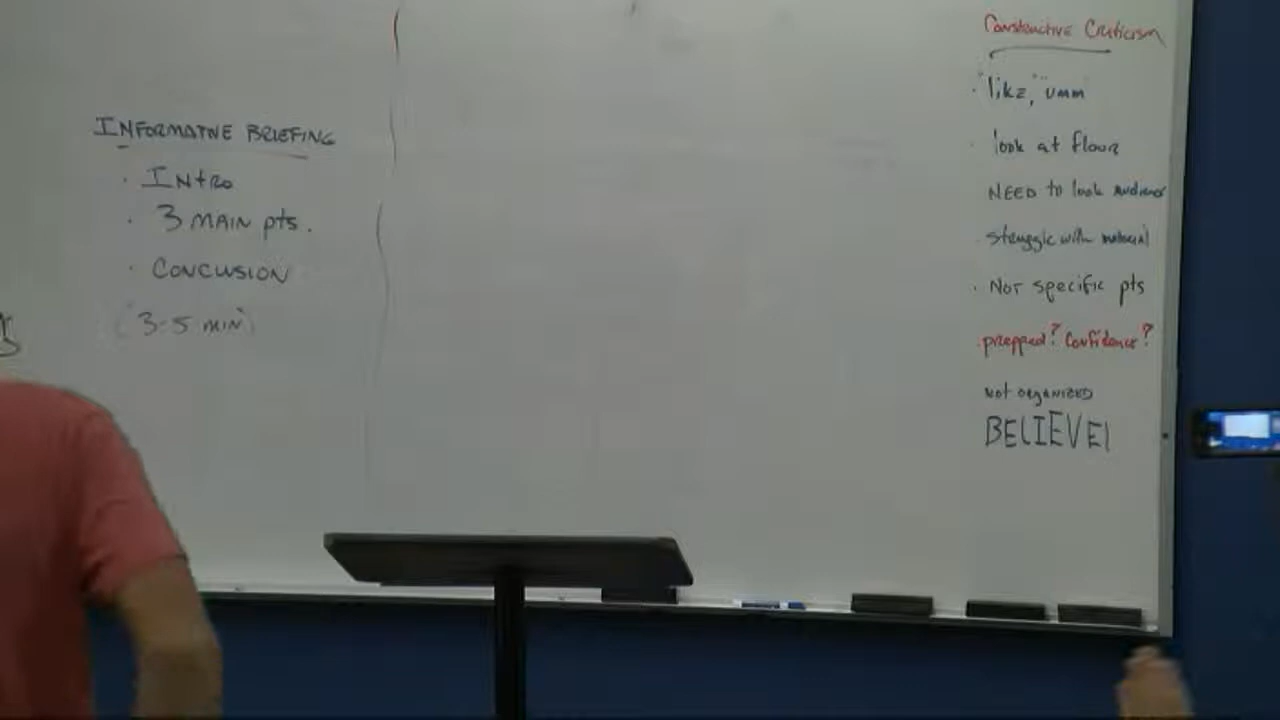 INFORMATIVE BRIEFING
· INtro
· 3 MAIN pts.
· CONCLUSION
(3-5 MIN)
Constructive Criticism
· "like," "umm"
· look at floor
NEED to look audience
· struggle with material
· Not specific pts
prepped? Confidence?
Not organized
BELIEVE!